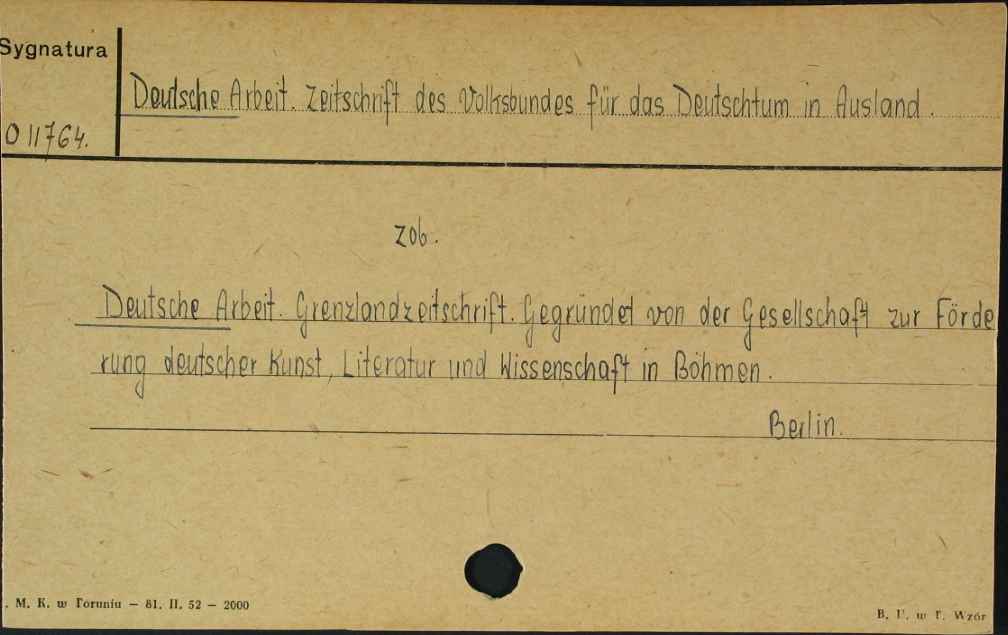 Sygnatura
Deutsche Arbeit. Zeitschrift des Volksbundes für das Deutschtum in Ausland.
O 11764.
zob.
Deutsche Arbeit. Grenzlandzeitschrift. Gegründet von der Gesellschaft zur Förde
rung deutscher Kunst, Literatur und Wissenschaft in Böhmen.
Berlin.
. M. K. w Toruniu — 81. II. 52 — 2000
B. U. w T. Wzór